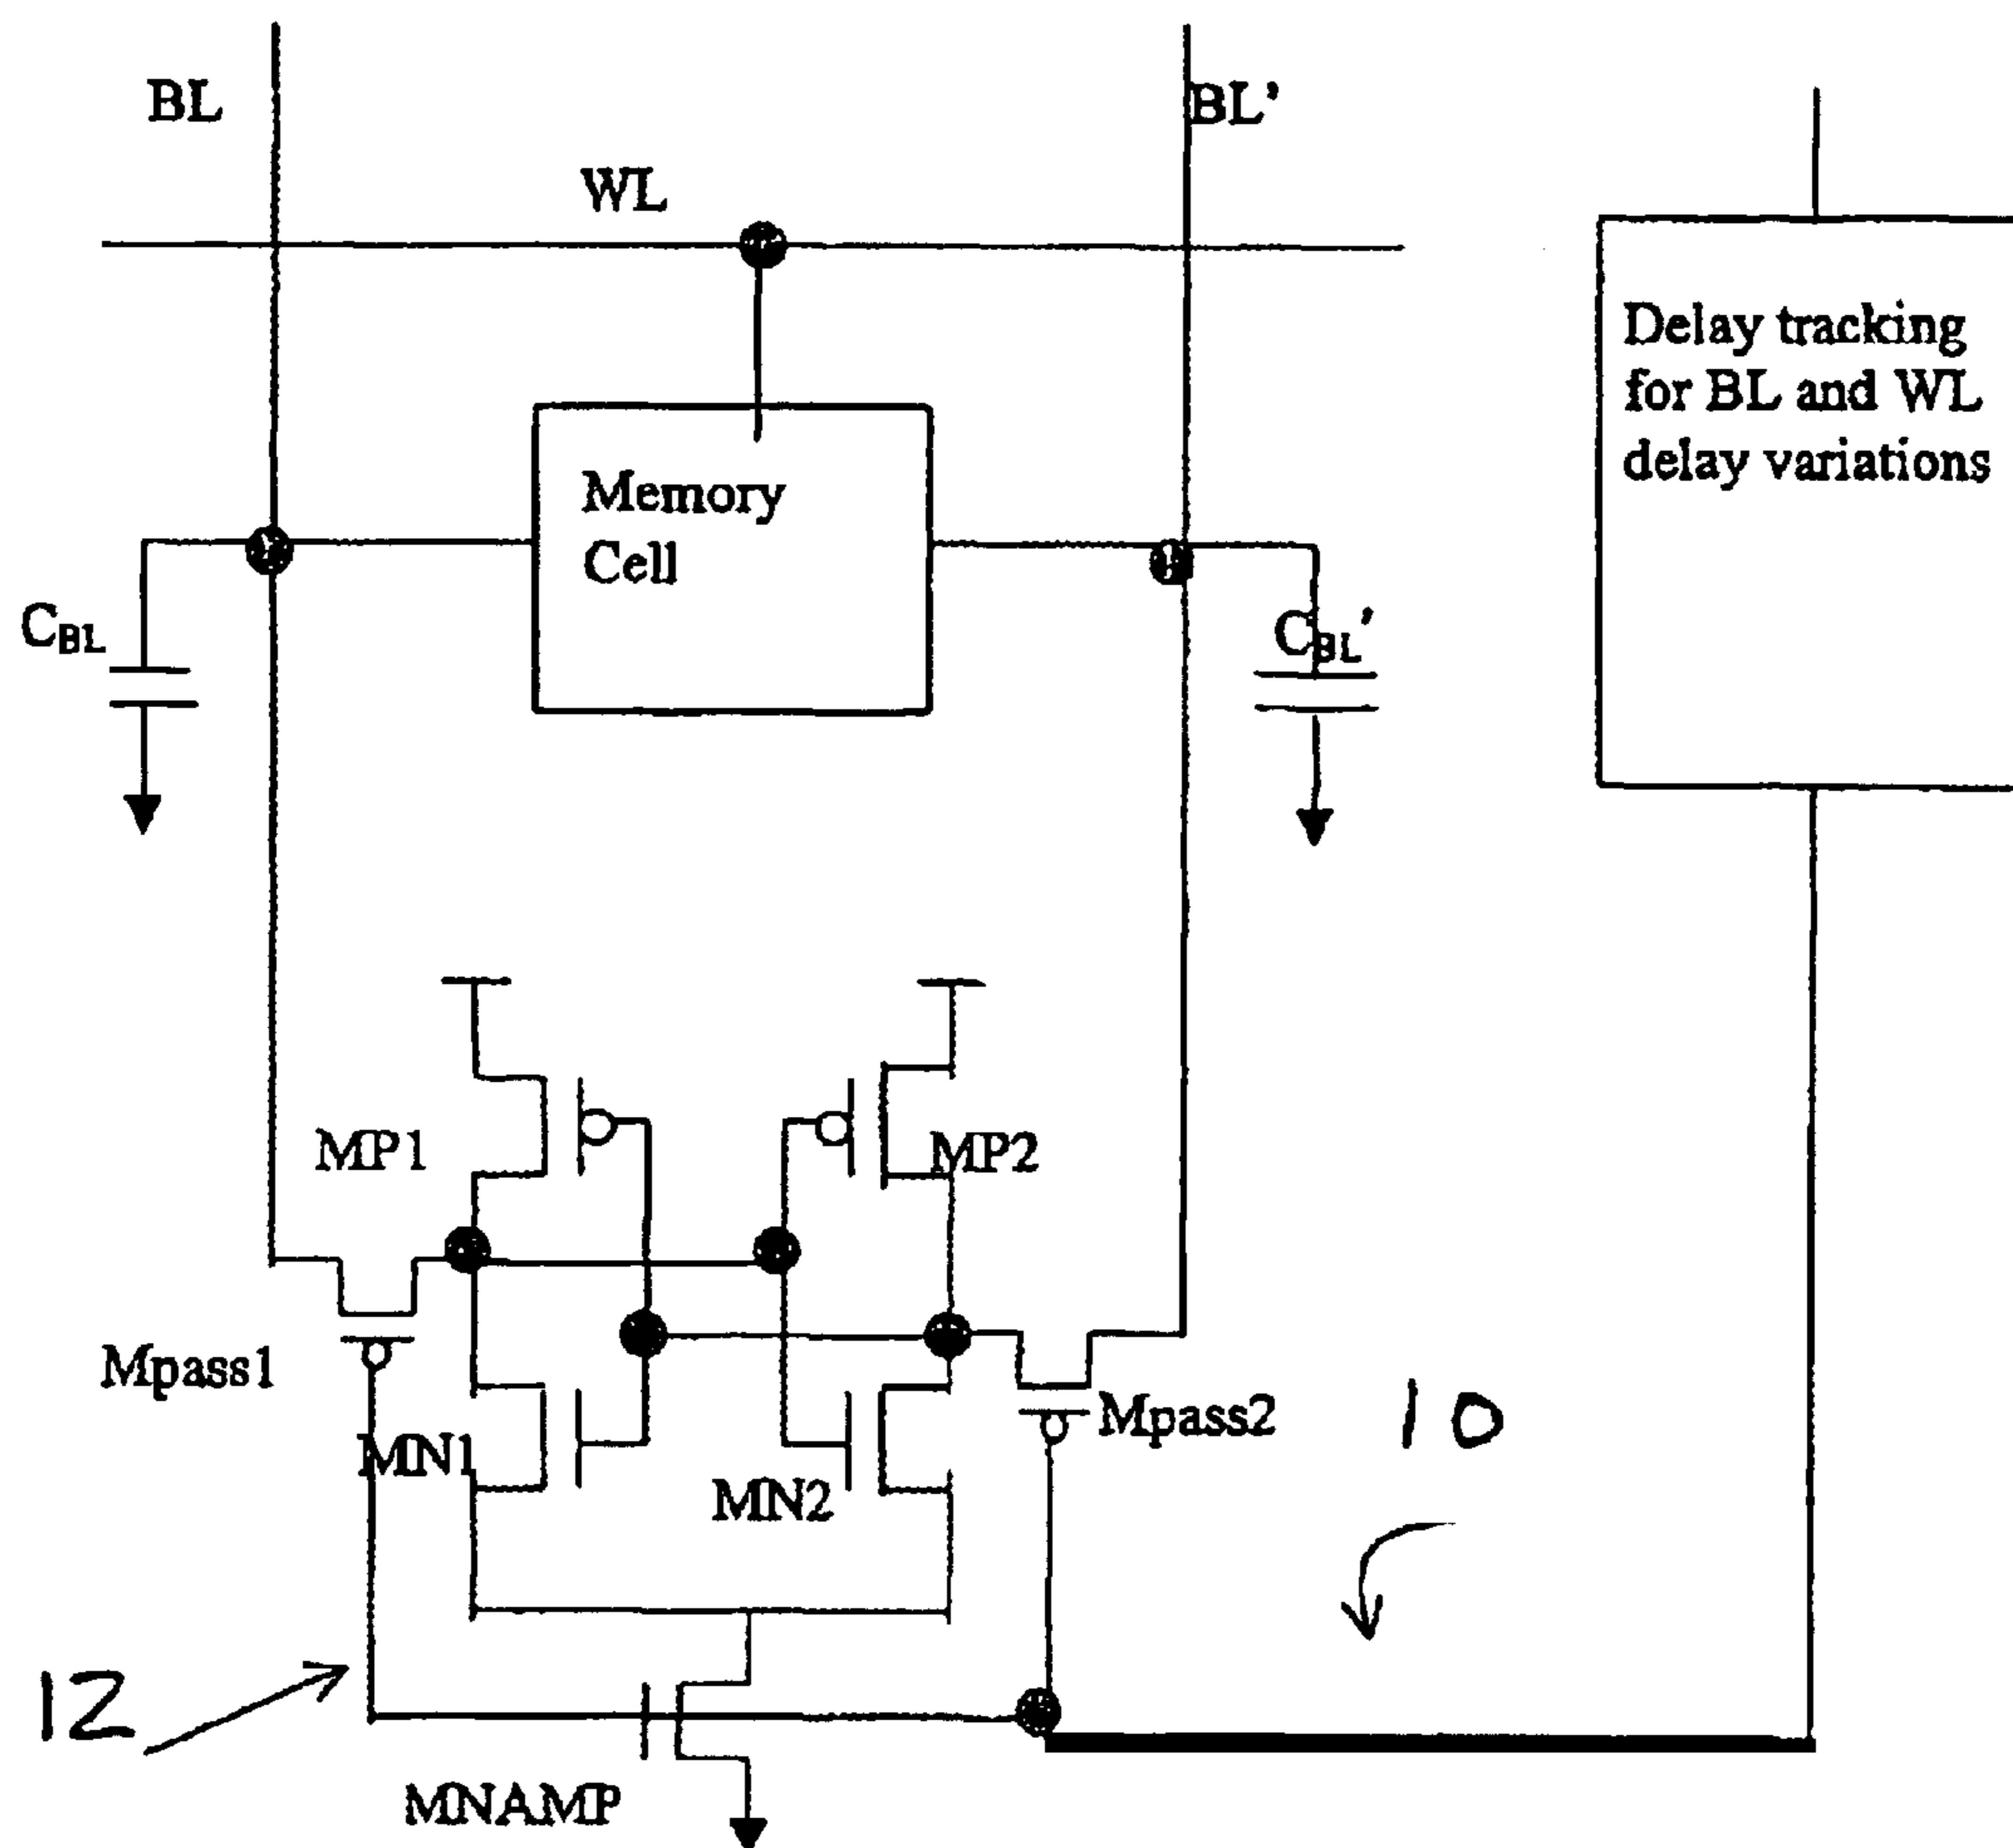 BL
BL'
WL
Delay tracking
for BL and WL
delay variations
Memory
Cell
CBL
CBL'
MP1
MP2
Mpass1
Mpass2
MN1
MN2
10
12
MNAMP